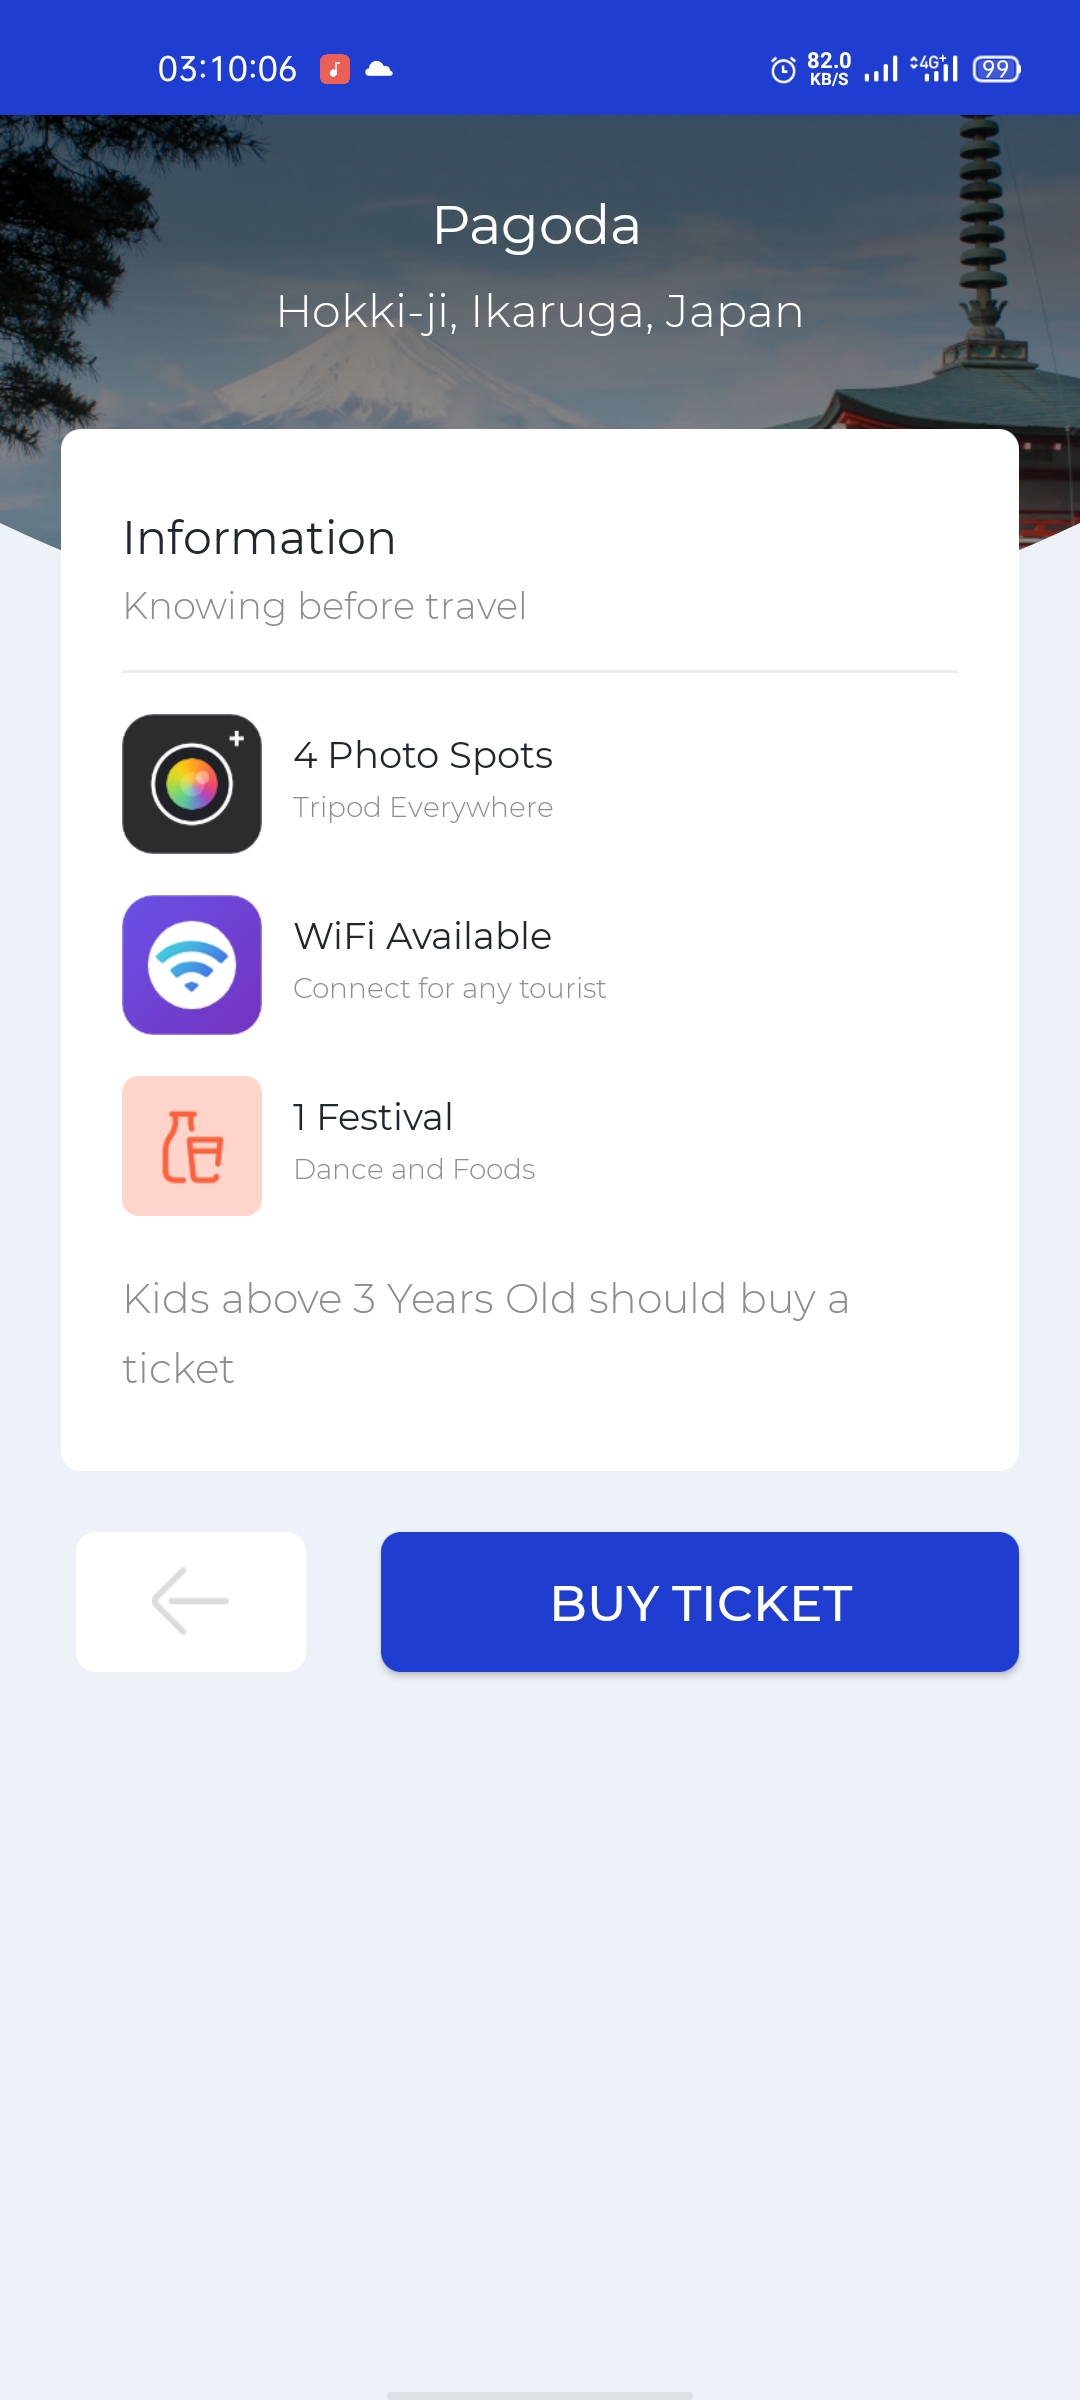 03:10:06 82.0 KB/S 4G+ 99
Pagoda
Hokki-ji, Ikaruga, Japan
Information
Knowing before travel
4 Photo Spots
Tripod Everywhere
WiFi Available
Connect for any tourist
1 Festival
Dance and Foods
Kids above 3 Years Old should buy a
ticket
BUY TICKET